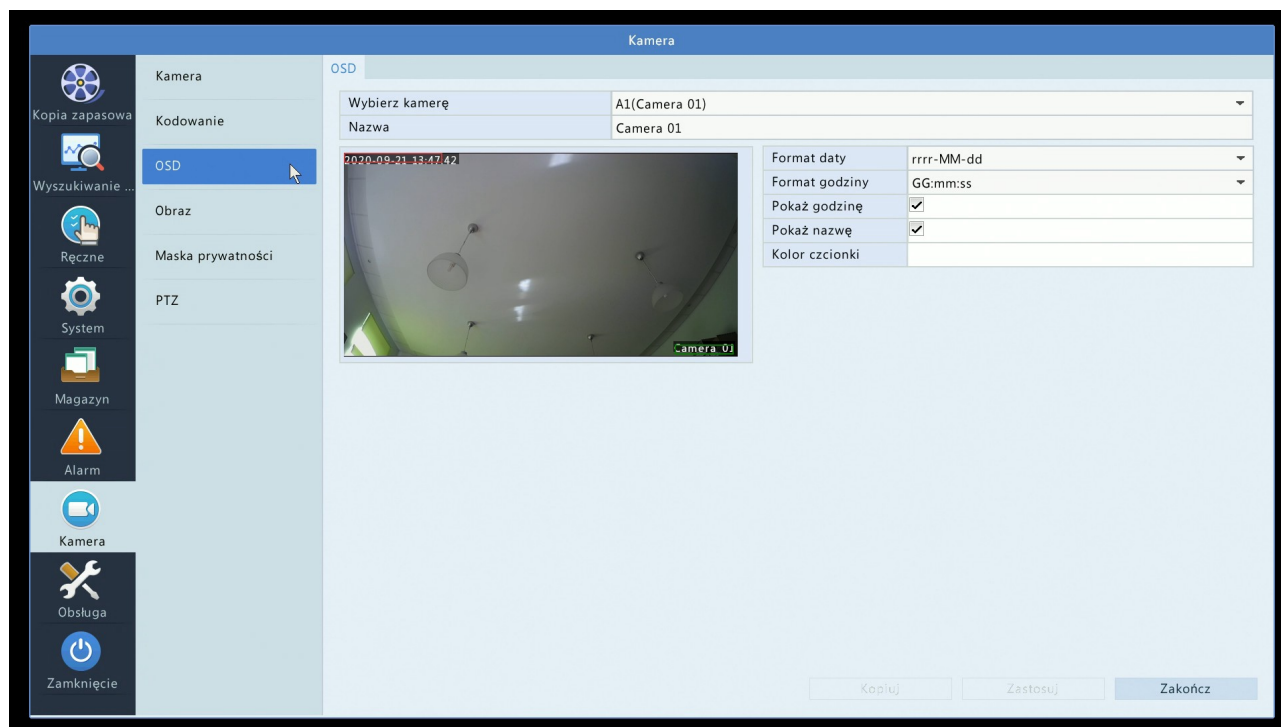 Kamera
Kopia zapasowa
Wyszukiwanie ...
Ręczne
System
Magazyn
Alarm
Kamera
Obsługa
Zamknięcie
Kamera
Kodowanie
OSD
Obraz
Maska prywatności
PTZ
OSD
Wybierz kamerę A1(Camera 01)
Nazwa Camera 01
2020-09-21 13:47:42
Camera 01
Format daty rrrr-MM-dd
Format godziny GG:mm:ss
Pokaż godzinę
Pokaż nazwę
Kolor czcionki
Kopiuj Zastosuj Zakończ